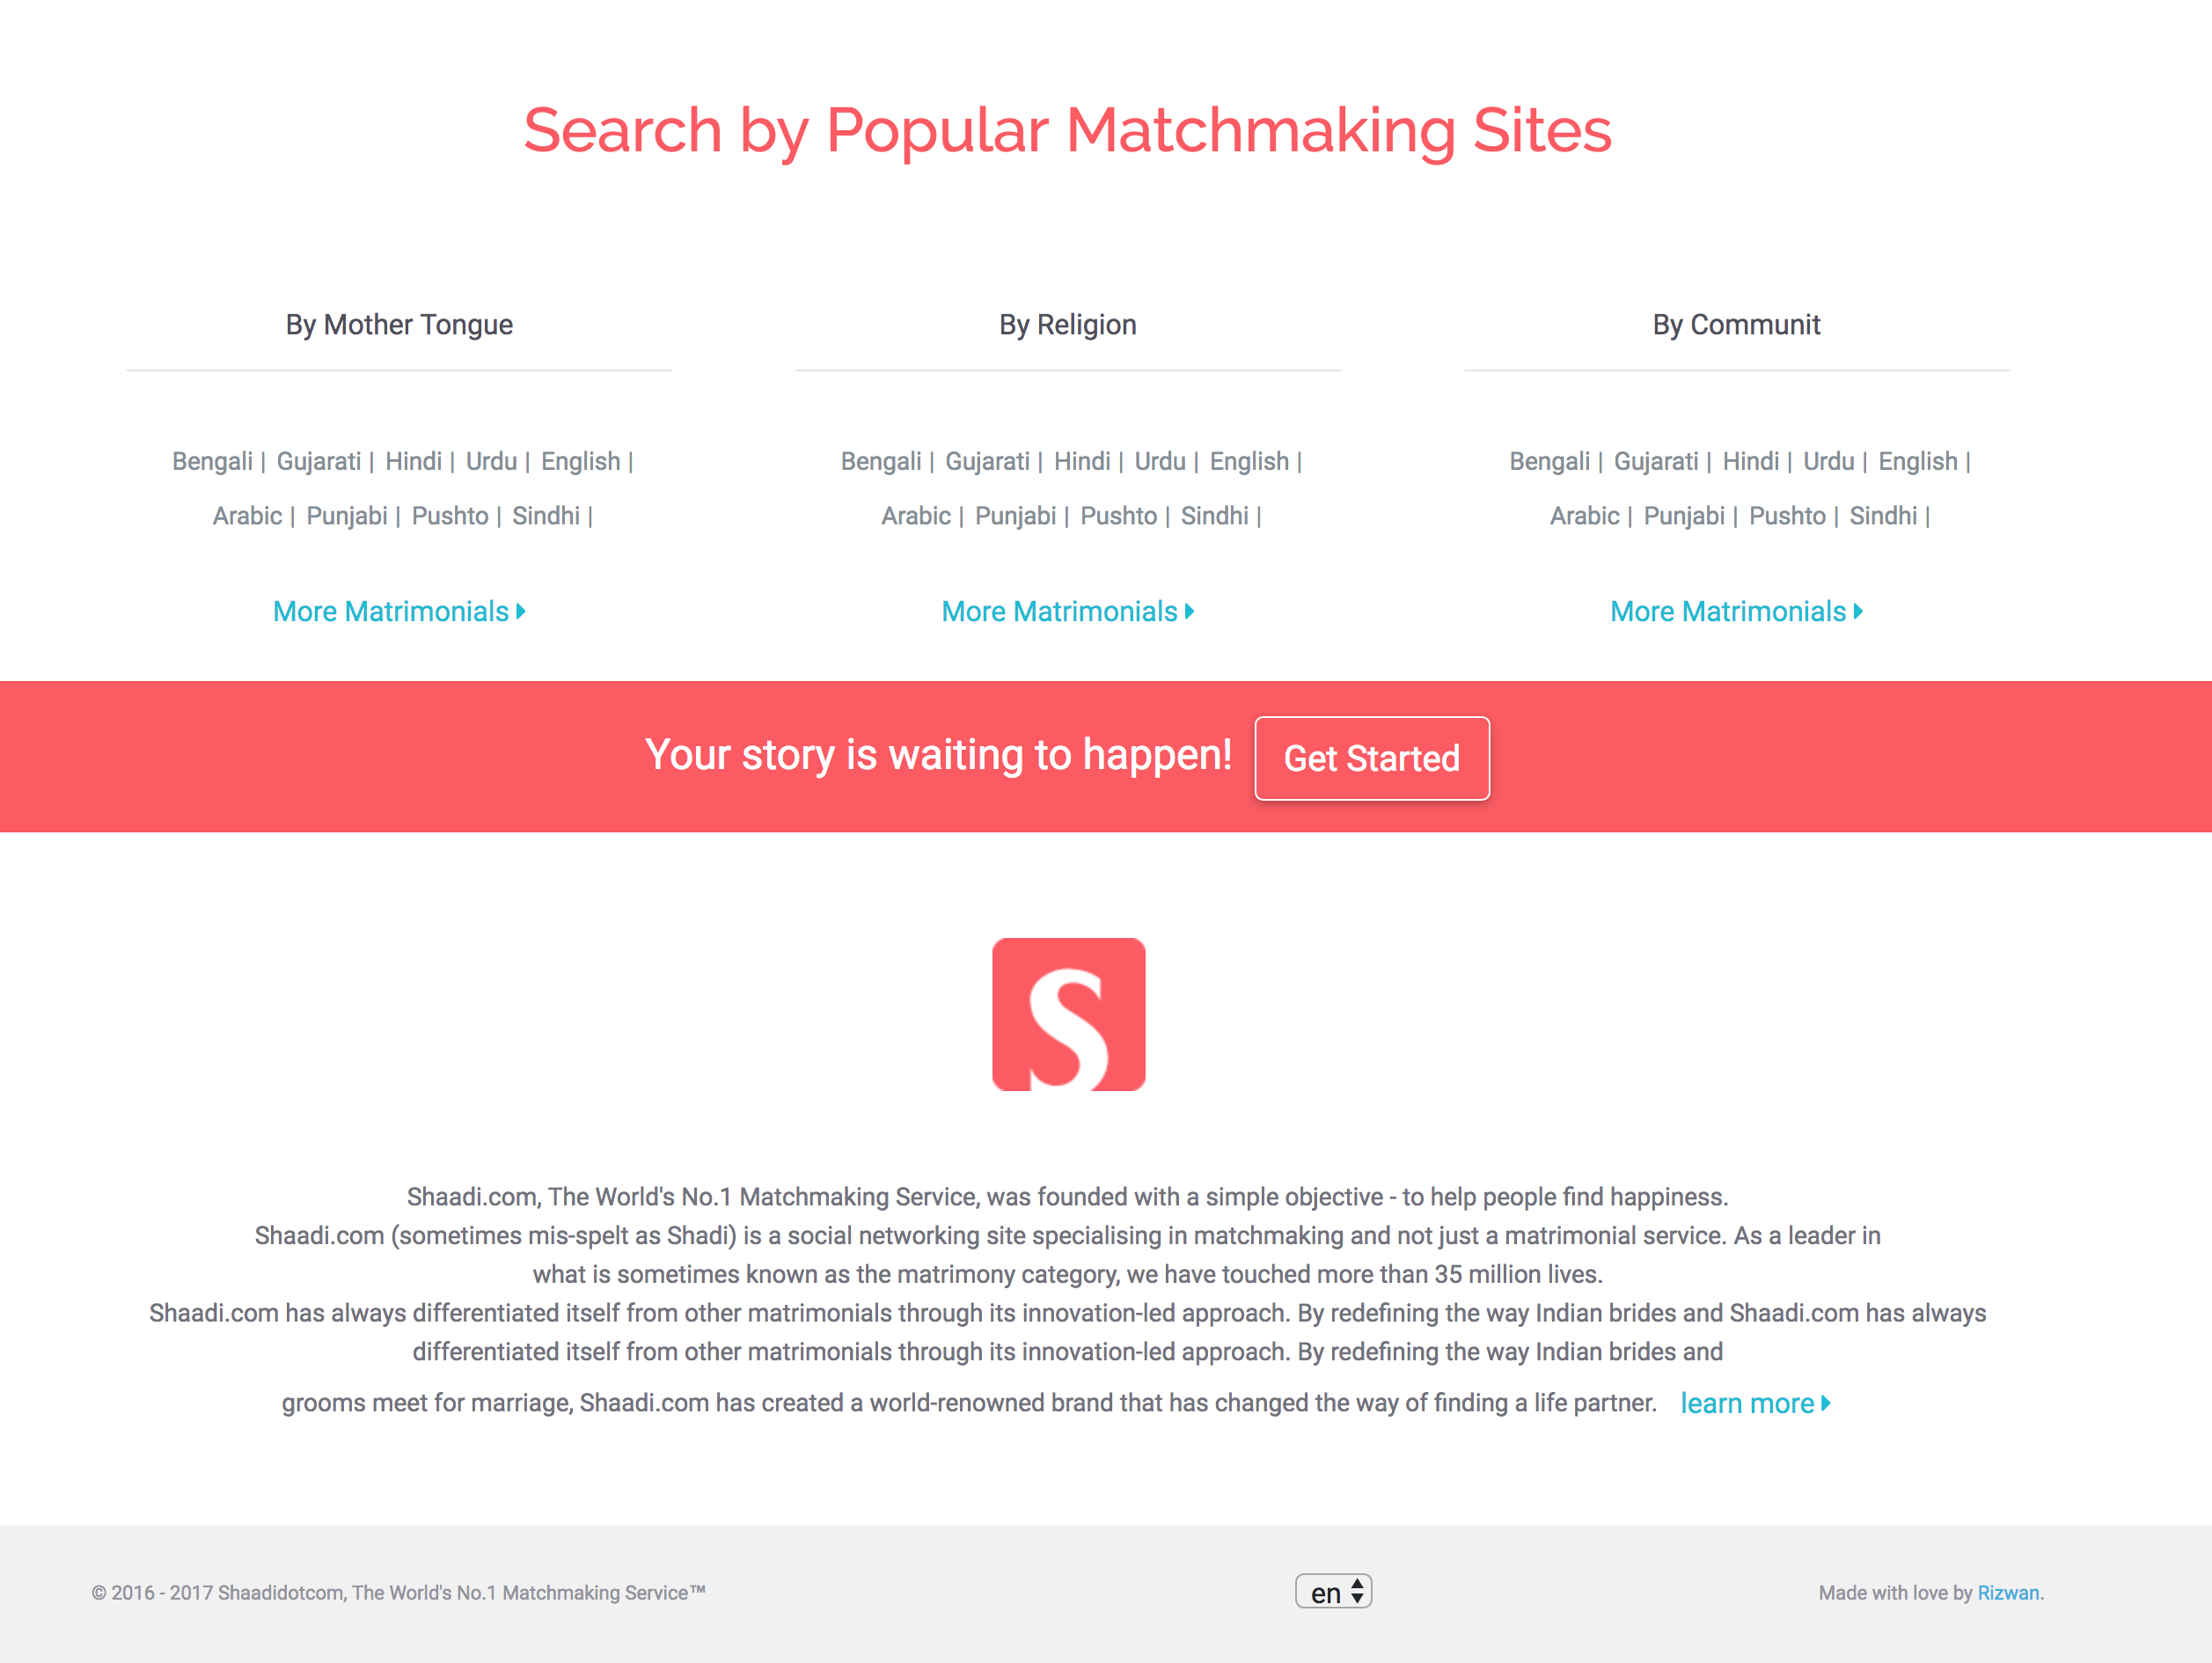 Search by Popular Matchmaking Sites
By Mother Tongue
Bengali | Gujarati | Hindi | Urdu | English |
Arabic | Punjabi | Pushto | Sindhi |
More Matrimonials
By Religion
Bengali | Gujarati | Hindi | Urdu | English |
Arabic | Punjabi | Pushto | Sindhi |
More Matrimonials
By Communit
Bengali | Gujarati | Hindi | Urdu | English |
Arabic | Punjabi | Pushto | Sindhi |
More Matrimonials
Your story is waiting to happen! Get Started
S
Shaadi.com, The World's No.1 Matchmaking Service, was founded with a simple objective - to help people find happiness.
Shaadi.com (sometimes mis-spelt as Shadi) is a social networking site specialising in matchmaking and not just a matrimonial service. As a leader in
what is sometimes known as the matrimony category, we have touched more than 35 million lives.
Shaadi.com has always differentiated itself from other matrimonials through its innovation-led approach. By redefining the way Indian brides and Shaadi.com has always
differentiated itself from other matrimonials through its innovation-led approach. By redefining the way Indian brides and
grooms meet for marriage, Shaadi.com has created a world-renowned brand that has changed the way of finding a life partner. learn more
© 2016 - 2017 Shaadidotcom, The World's No.1 Matchmaking Service™
en
Made with love by Rizwan.